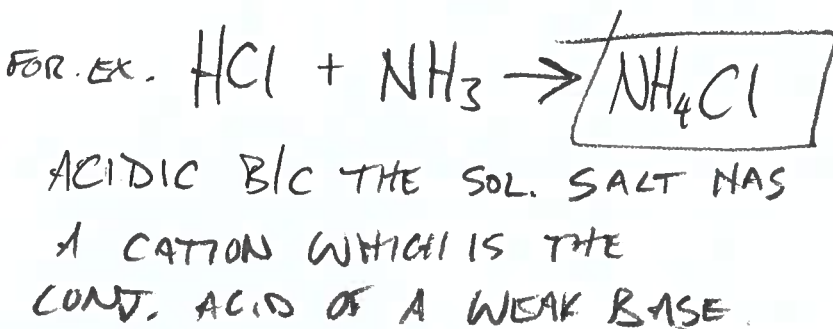 FOR. EX. HCl + NH₃ → NH₄Cl
ACIDIC B/C THE SOL. SALT HAS
A CATION WHICH IS THE
CONJ. ACID OF A WEAK BASE.